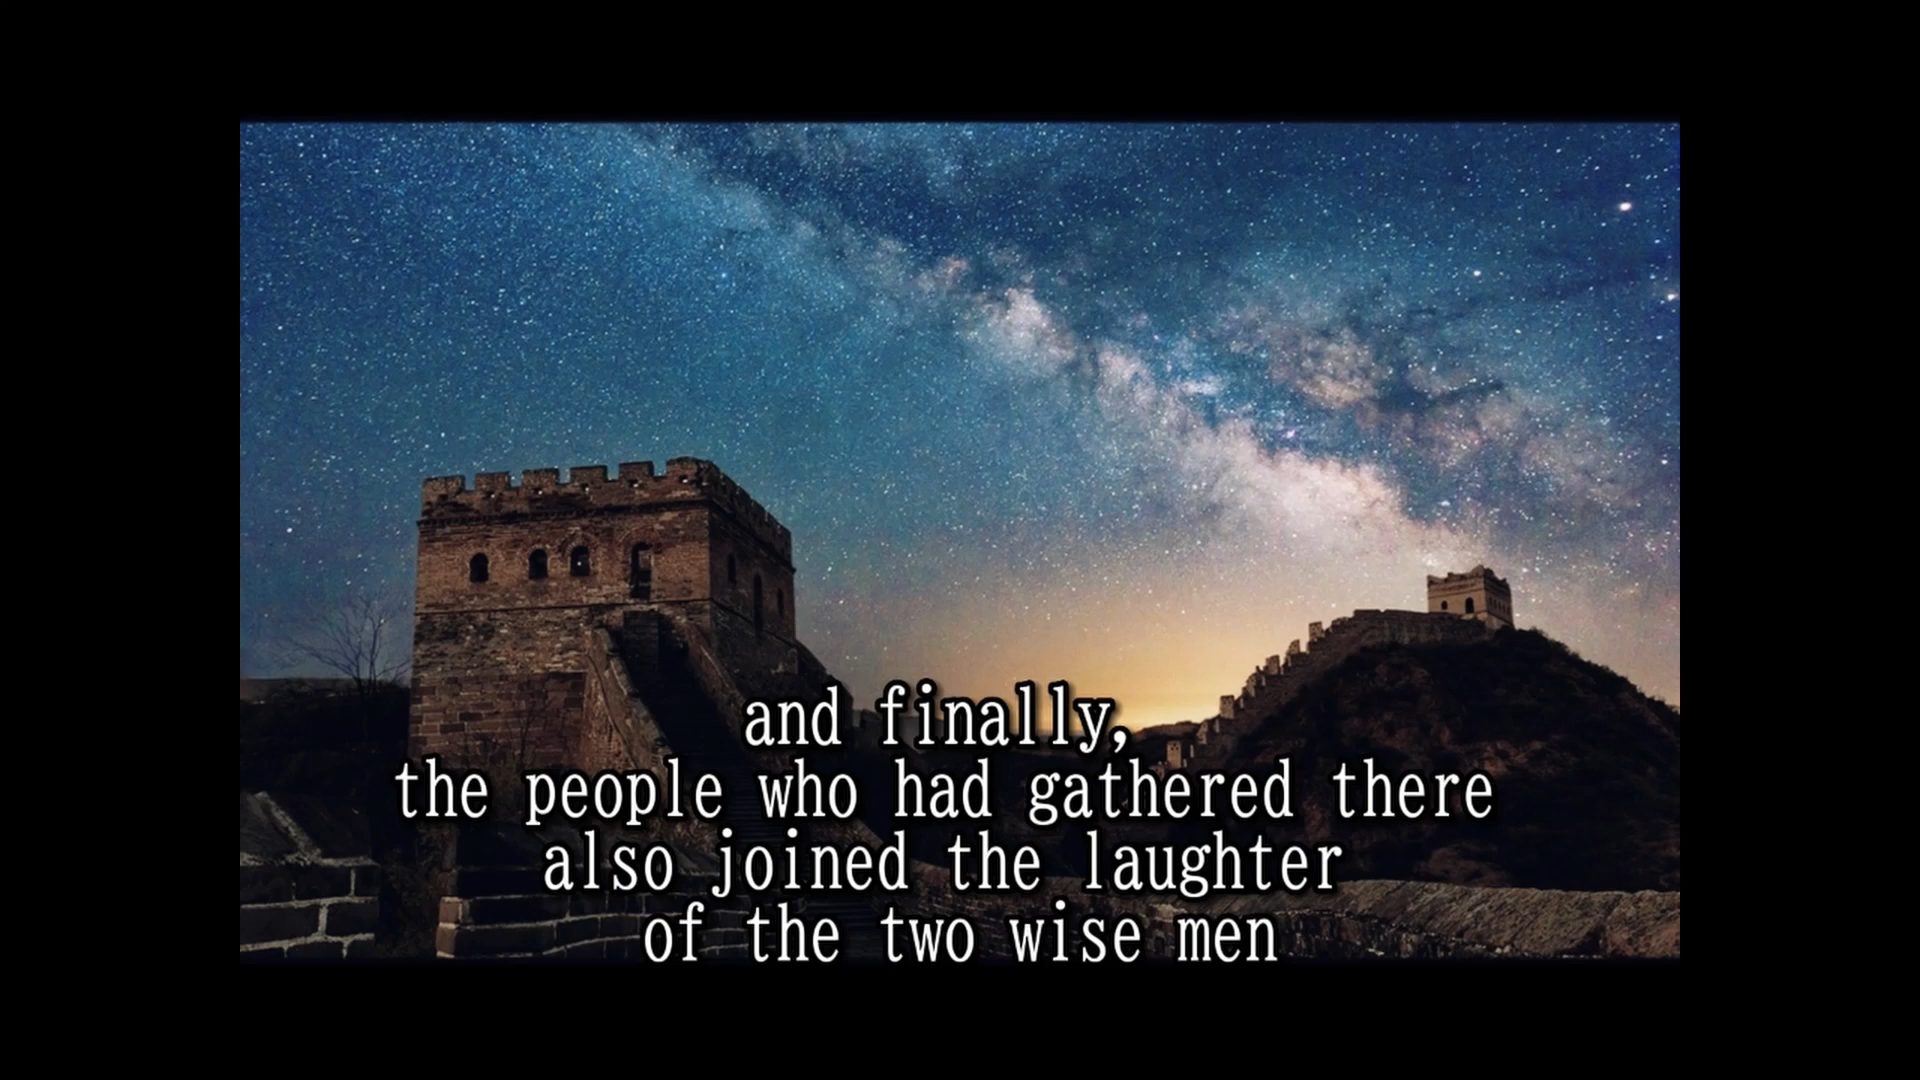 and finally,
the people who had gathered there
also joined the laughter
of the two wise men